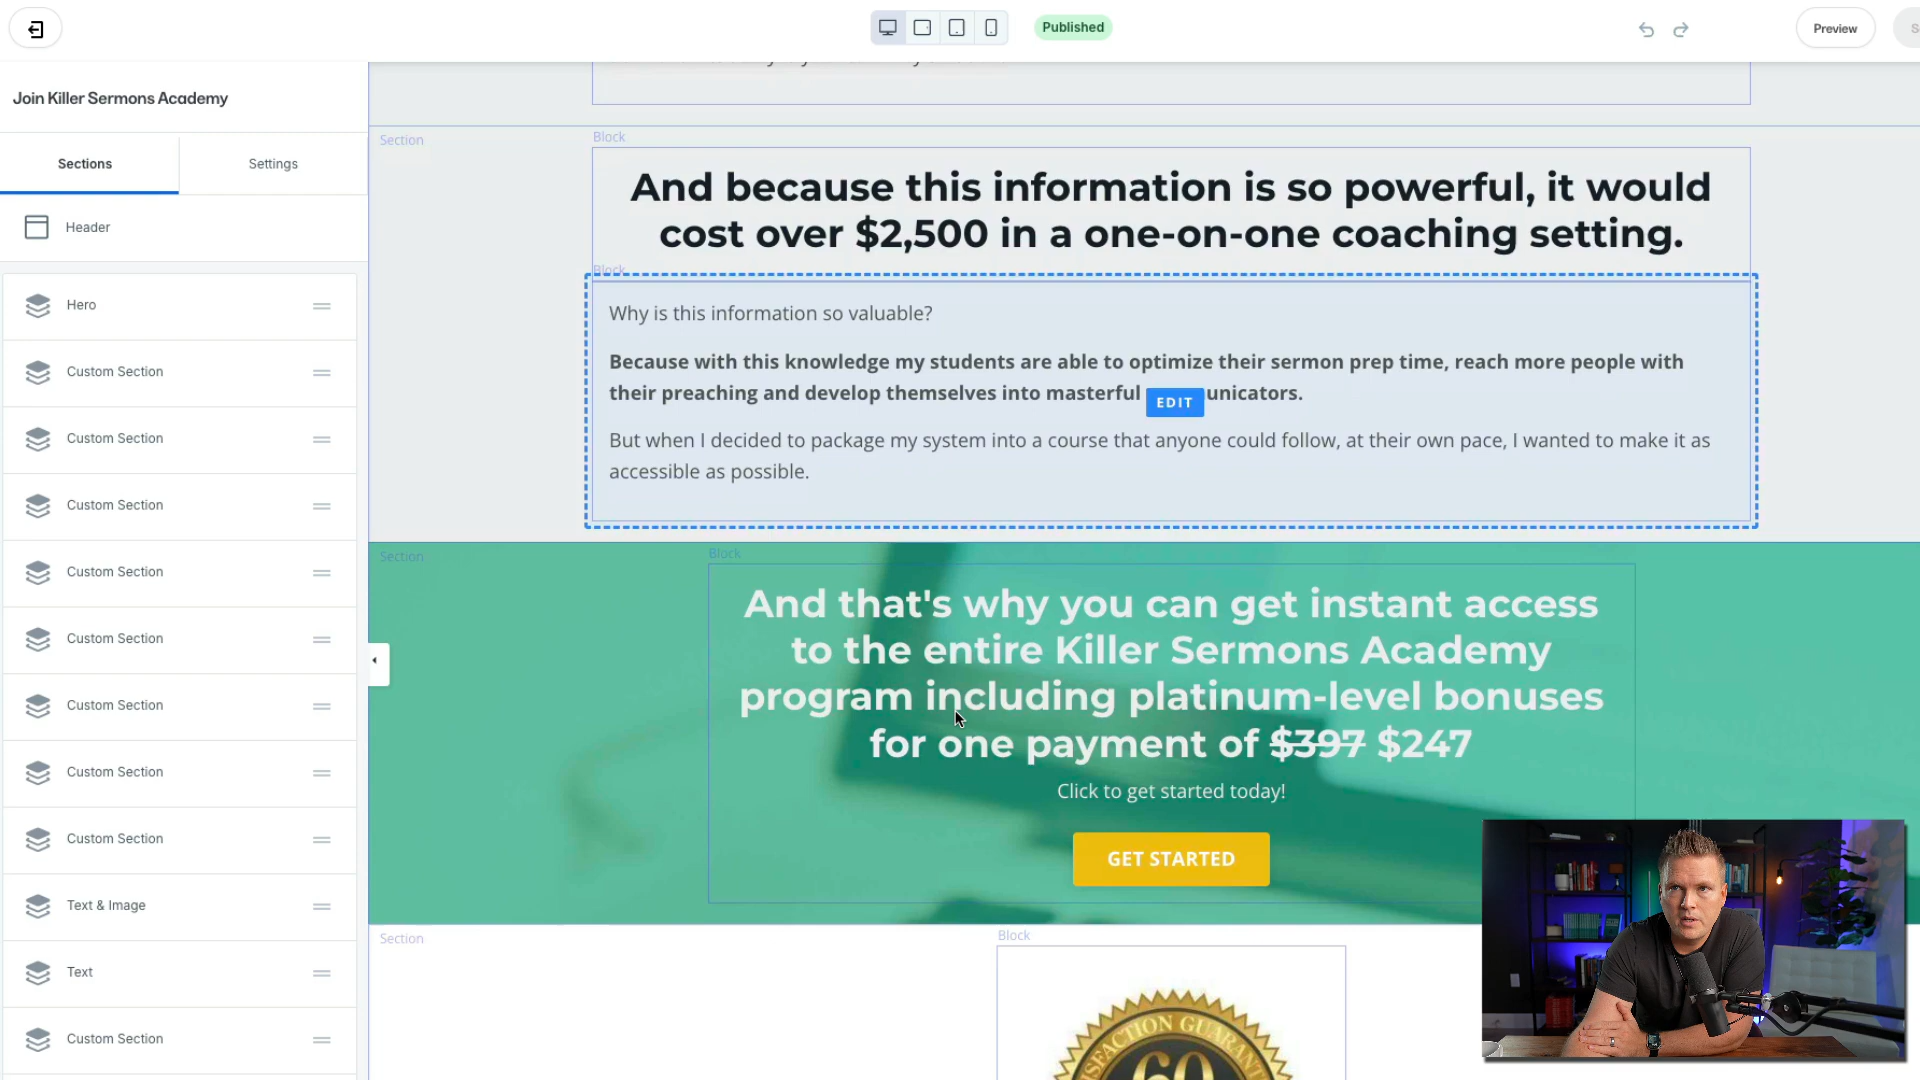 Published
Preview
Join Killer Sermons Academy
Sections
Settings
Header
Hero
Custom Section
Custom Section
Custom Section
Custom Section
Custom Section
Custom Section
Custom Section
Custom Section
Text & Image
Text
Custom Section
Section
Block
And because this information is so powerful, it would
cost over $2,500 in a one-on-one coaching setting.
Block
Why is this information so valuable?
Because with this knowledge my students are able to optimize their sermon prep time, reach more people with
their preaching and develop themselves into masterful unicators.
EDIT
But when I decided to package my system into a course that anyone could follow, at their own pace, I wanted to make it as
accessible as possible.
Section
Block
And that's why you can get instant access
to the entire Killer Sermons Academy
program including platinum-level bonuses
for one payment of $397 $247
Click to get started today!
GET STARTED
Section
Block
SFACTION GUARANT
60